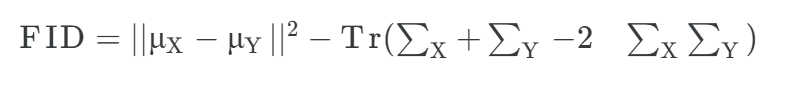 FID = ||μX − μY||² − Tr(∑X + ∑Y −2 ∑X ∑Y)